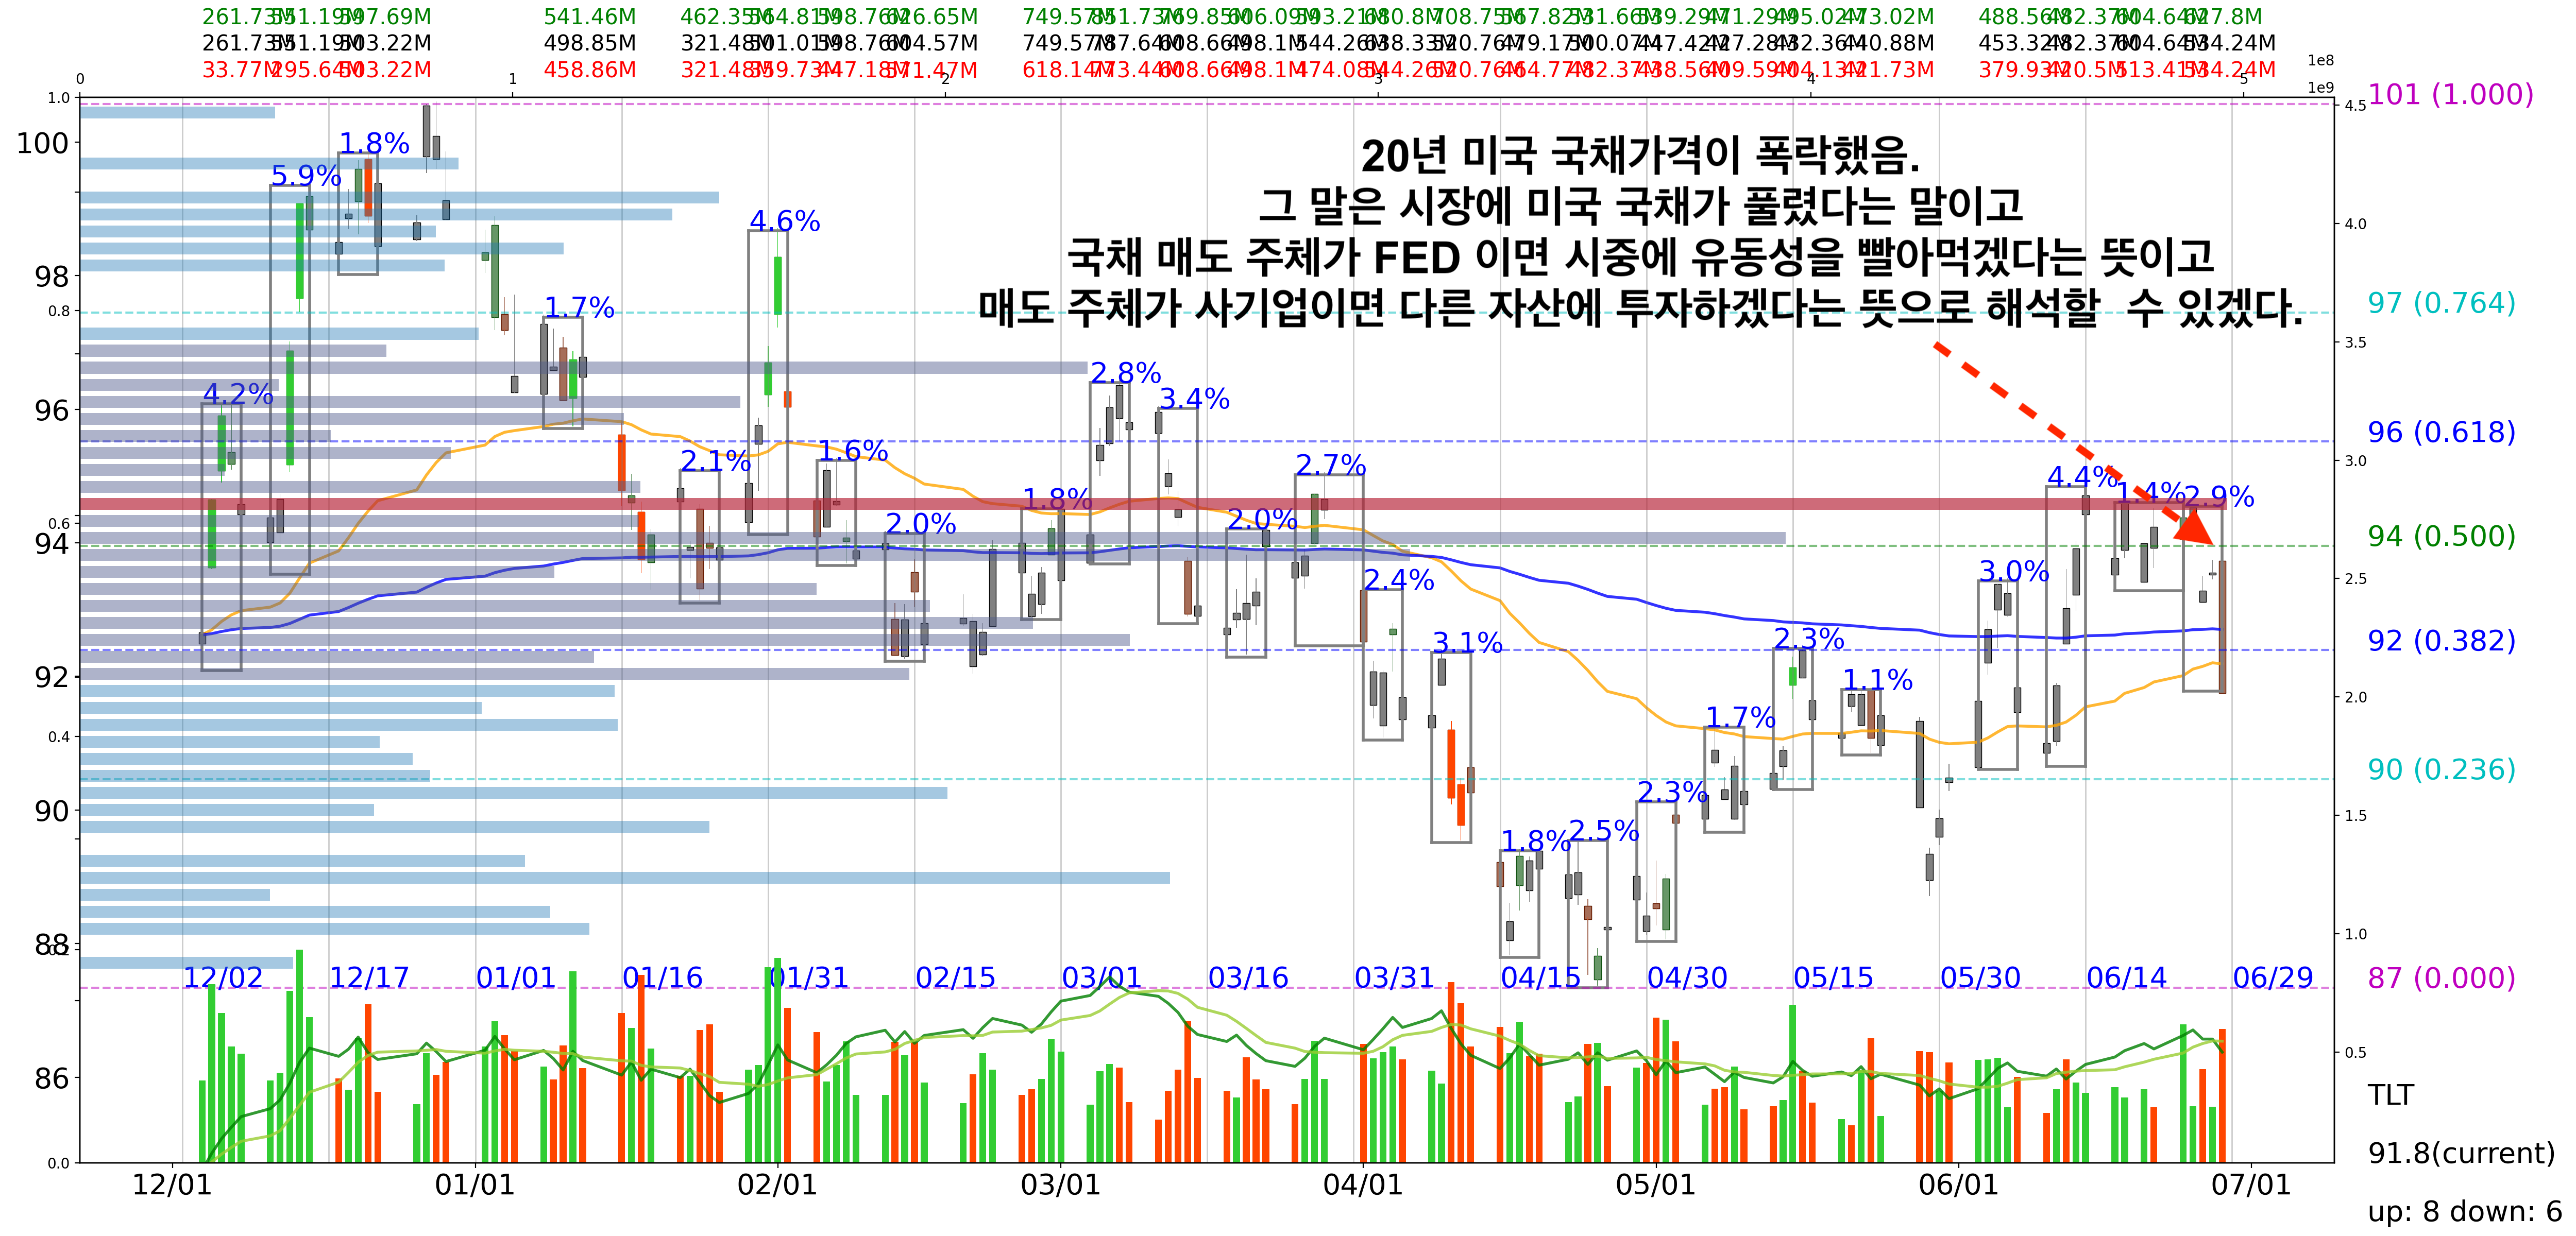 261.73M 551.19M 597.69M 541.46M 462.35M 564.81M 598.76M 626.65M 749.57M 851.73M 769.85M 606.09M 593.21M 680.8M 708.75M 567.82M 531.66M 539.29M 471.29M 495.02M 473.02M 488.56M 482.37M 604.64M 627.8M
261.73M 551.19M 503.22M 498.85M 321.48M 501.01M 598.76M 604.57M 749.57M 787.64M 608.66M 498.1M 544.26M 638.33M 520.76M 479.17M 500.07M 447.42M 427.28M 432.36M 440.88M 453.32M 482.37M 604.64M 534.24M
33.77M 295.64M 503.22M 458.86M 321.48M 359.73M 447.18M 571.47M 618.14M 773.44M 608.66M 498.1M 474.08M 544.26M 520.76M 464.77M 482.37M 438.56M 409.59M 404.13M 421.73M 379.93M 420.5M 513.41M 534.24M
0 1 2 3 4 5 1e8
1e9
20년 미국 국채가격이 폭락했음.
그 말은 시장에 미국 국채가 풀렸다는 말이고
국채 매도 주체가 FED 이면 시중에 유동성을 빨아먹겠다는 뜻이고
매도 주체가 사기업이면 다른 자산에 투자하겠다는 뜻으로 해석할 수 있겠다.
1.0
100
98
0.8
96
0.6
94
92
0.4
90
88
0.2
86
0.0
4.2% 5.9% 1.8% 1.7% 2.1% 4.6% 1.6% 2.0% 1.8% 2.8% 3.4% 2.0% 2.7% 2.4% 3.1% 1.8% 2.5% 2.3% 1.7% 2.3% 1.1% 3.0% 4.4% 1.4% 2.9%
4.5
4.0
3.5
3.0
2.5
2.0
1.5
1.0
0.5
101 (1.000)
97 (0.764)
96 (0.618)
94 (0.500)
92 (0.382)
90 (0.236)
87 (0.000)
12/02 12/17 01/01 01/16 01/31 02/15 03/01 03/16 03/31 04/15 04/30 05/15 05/30 06/14 06/29
12/01 01/01 02/01 03/01 04/01 05/01 06/01 07/01
TLT
91.8(current)
up: 8 down: 6